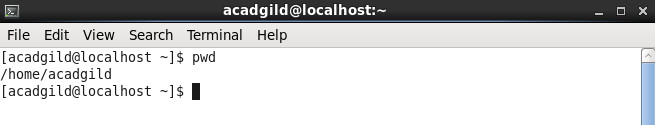 acadgild@localhost:~
File Edit View Search Terminal Help
[acadgild@localhost ~]$ pwd
/home/acadgild
[acadgild@localhost ~]$